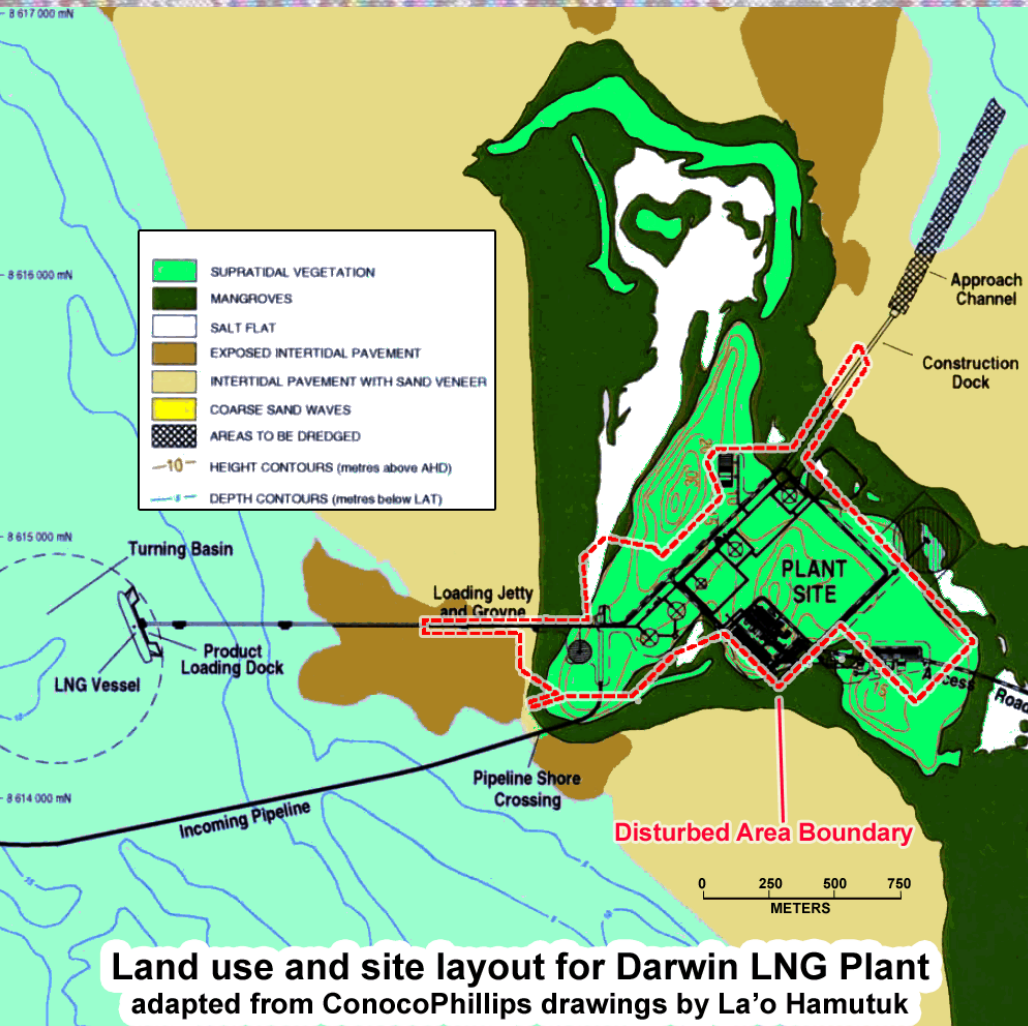 8 617 000 mN
8 616 000 mN
SUPRATIDAL VEGETATION
MANGROVES
SALT FLAT
EXPOSED INTERTIDAL PAVEMENT
INTERTIDAL PAVEMENT WITH SAND VENEER
COARSE SAND WAVES
AREAS TO BE DREDGED
10 HEIGHT CONTOURS (metres above AHD)
DEPTH CONTOURS (metres below LAT)
Approach
Channel
Construction
Dock
8 615 000 mN
Turning Basin
Loading Jetty
and Groyne
PLANT
SITE
Product
Loading Dock
LNG Vessel
15
Access Road
Pipeline Shore
Crossing
8 614 000 mN
Incoming Pipeline
Disturbed Area Boundary
0 250 500 750
METERS
Land use and site layout for Darwin LNG Plant
adapted from ConocoPhillips drawings by La'o Hamutuk